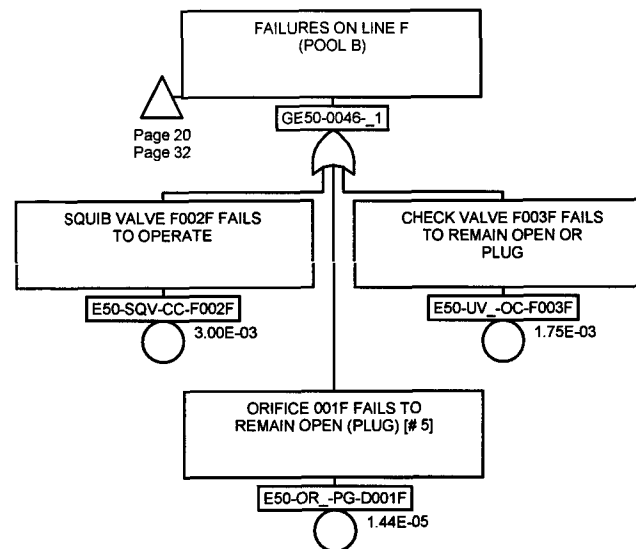 FAILURES ON LINE F
(POOL B)
Page 20
Page 32
GE50-0046-_1
SQUIB VALVE F002F FAILS
TO OPERATE
E50-SQV-CC-F002F
3.00E-03
CHECK VALVE F003F FAILS
TO REMAIN OPEN OR
PLUG
E50-UV_-OC-F003F
1.75E-03
ORIFICE 001F FAILS TO
REMAIN OPEN (PLUG) [# 5]
E50-OR_-PG-D001F
1.44E-05